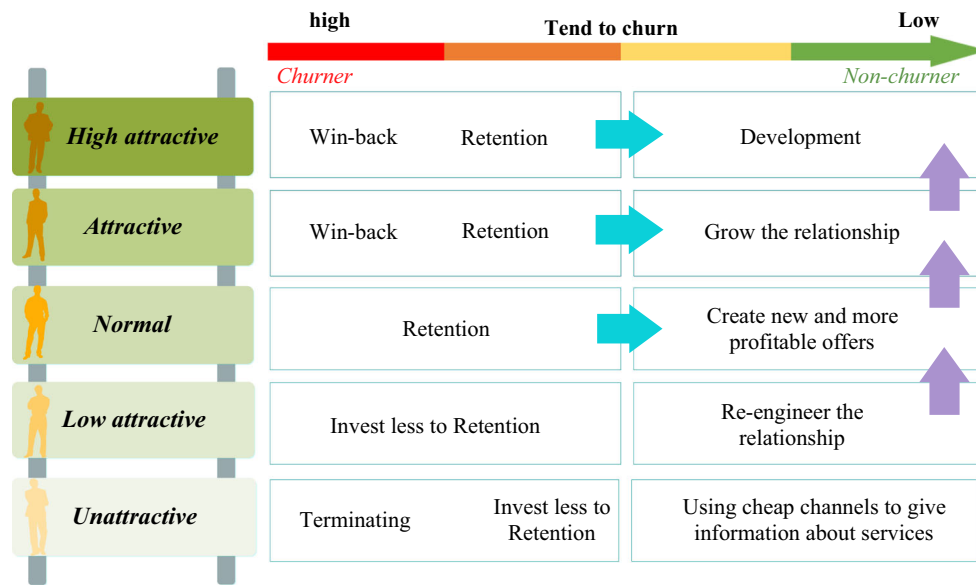 high
Tend to churn
Low
Churner
Non-churner
High attractive
Win-back
Retention
Development
Attractive
Win-back
Retention
Grow the relationship
Normal
Retention
Create new and more
profitable offers
Low attractive
Invest less to Retention
Re-engineer the
relationship
Unattractive
Terminating
Invest less to
Retention
Using cheap channels to give
information about services